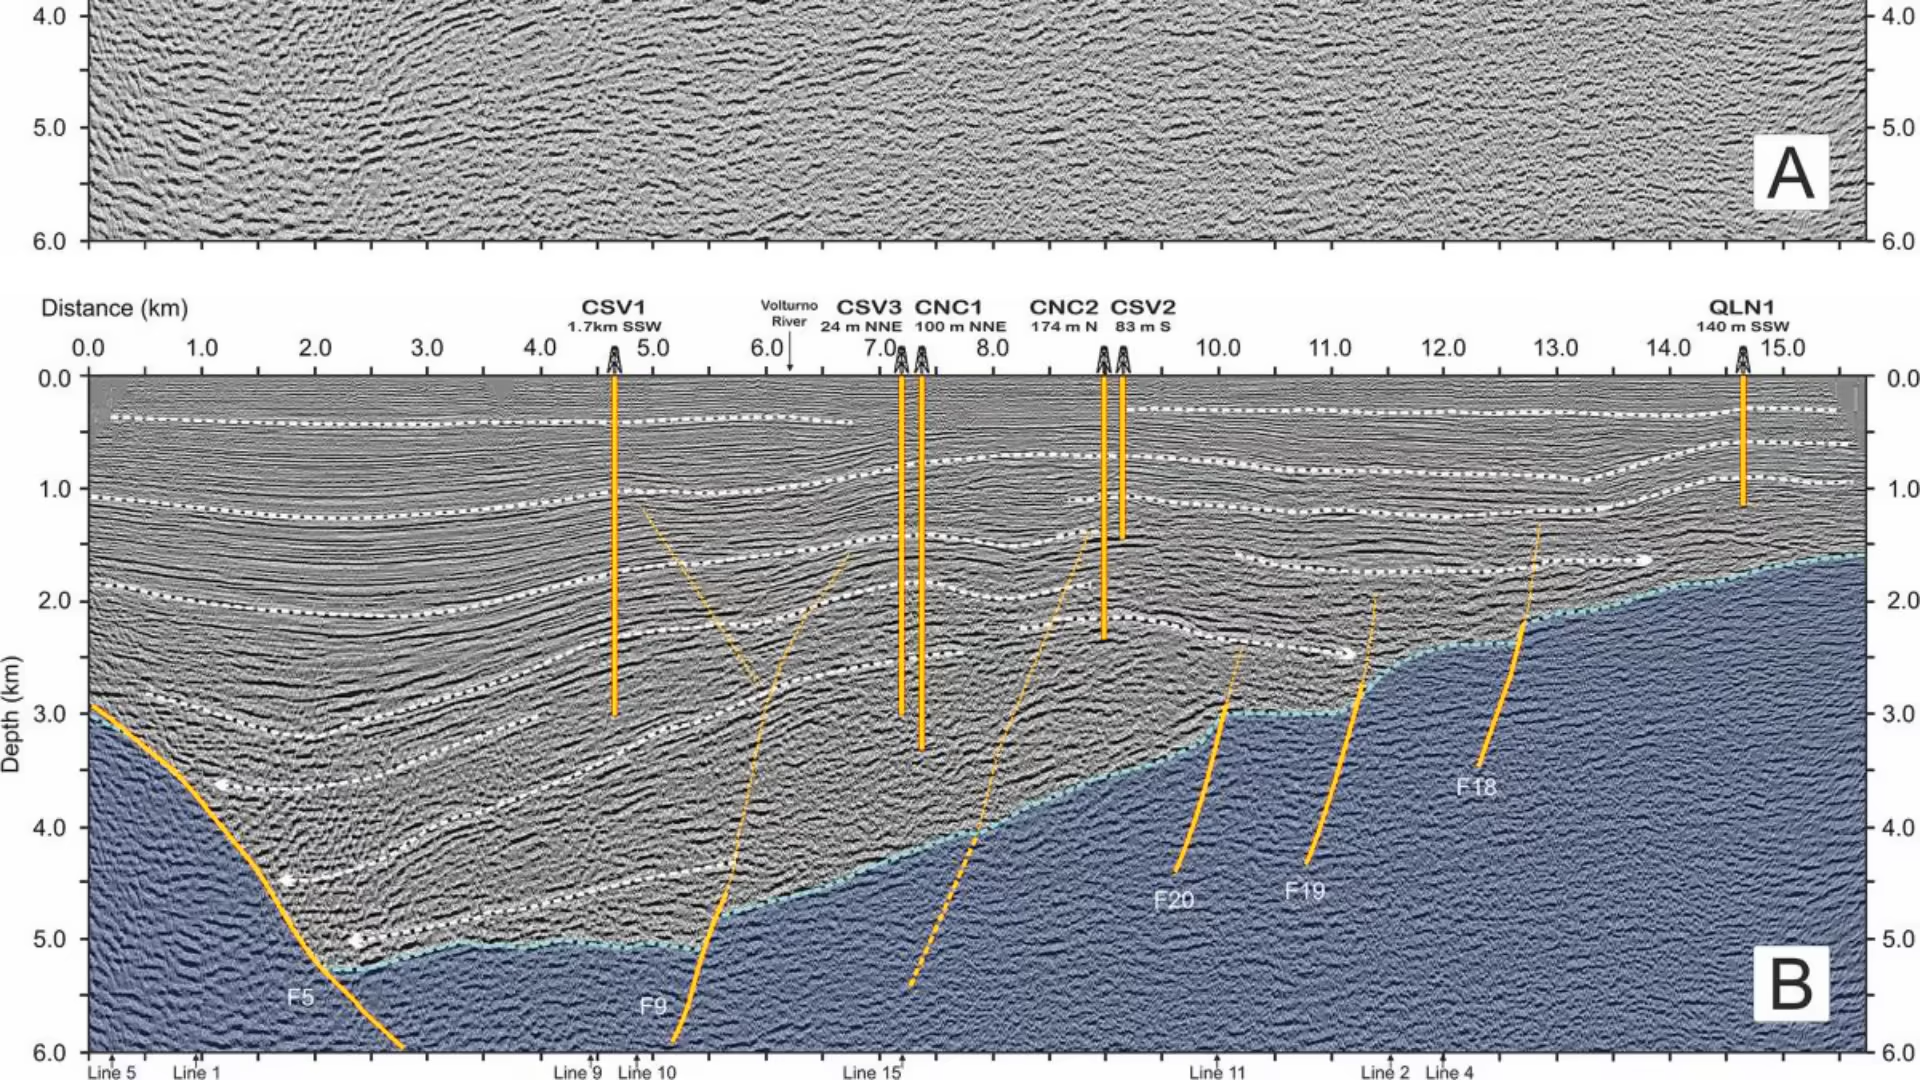 4.0 4.0
5.0 5.0
A
6.0 6.0
Distance (km) CSV1 Volturno River CSV3 CNC1 CNC2 CSV2 QLN1
1.7km SSW 24 m NNE 100 m NNE 174 m N 83 m S 140 m SSW
0.0 1.0 2.0 3.0 4.0 5.0 6.0 7.0 8.0 10.0 11.0 12.0 13.0 14.0 15.0
0.0 0.0
1.0 1.0
2.0 2.0
Depth (km)
3.0 3.0
F18
4.0 4.0
F20 F19
5.0 5.0
B
F5 F9
6.0 6.0
Line 5 Line 1 Line 9 Line 10 Line 15 Line 11 Line 2 Line 4